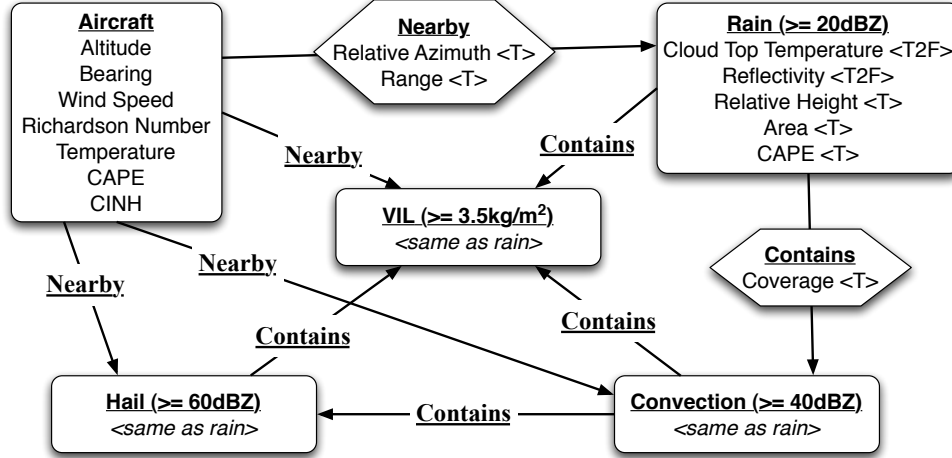 Aircraft
Altitude
Bearing
Wind Speed
Richardson Number
Temperature
CAPE
CINH
Nearby
Relative Azimuth <T>
Range <T>
Rain (>= 20dBZ)
Cloud Top Temperature <T2F>
Reflectivity <T2F>
Relative Height <T>
Area <T>
CAPE <T>
Nearby
Contains
VIL (>= 3.5kg/m²)
<same as rain>
Nearby
Nearby
Contains
Coverage <T>
Contains
Contains
Hail (>= 60dBZ)
<same as rain>
Contains
Convection (>= 40dBZ)
<same as rain>